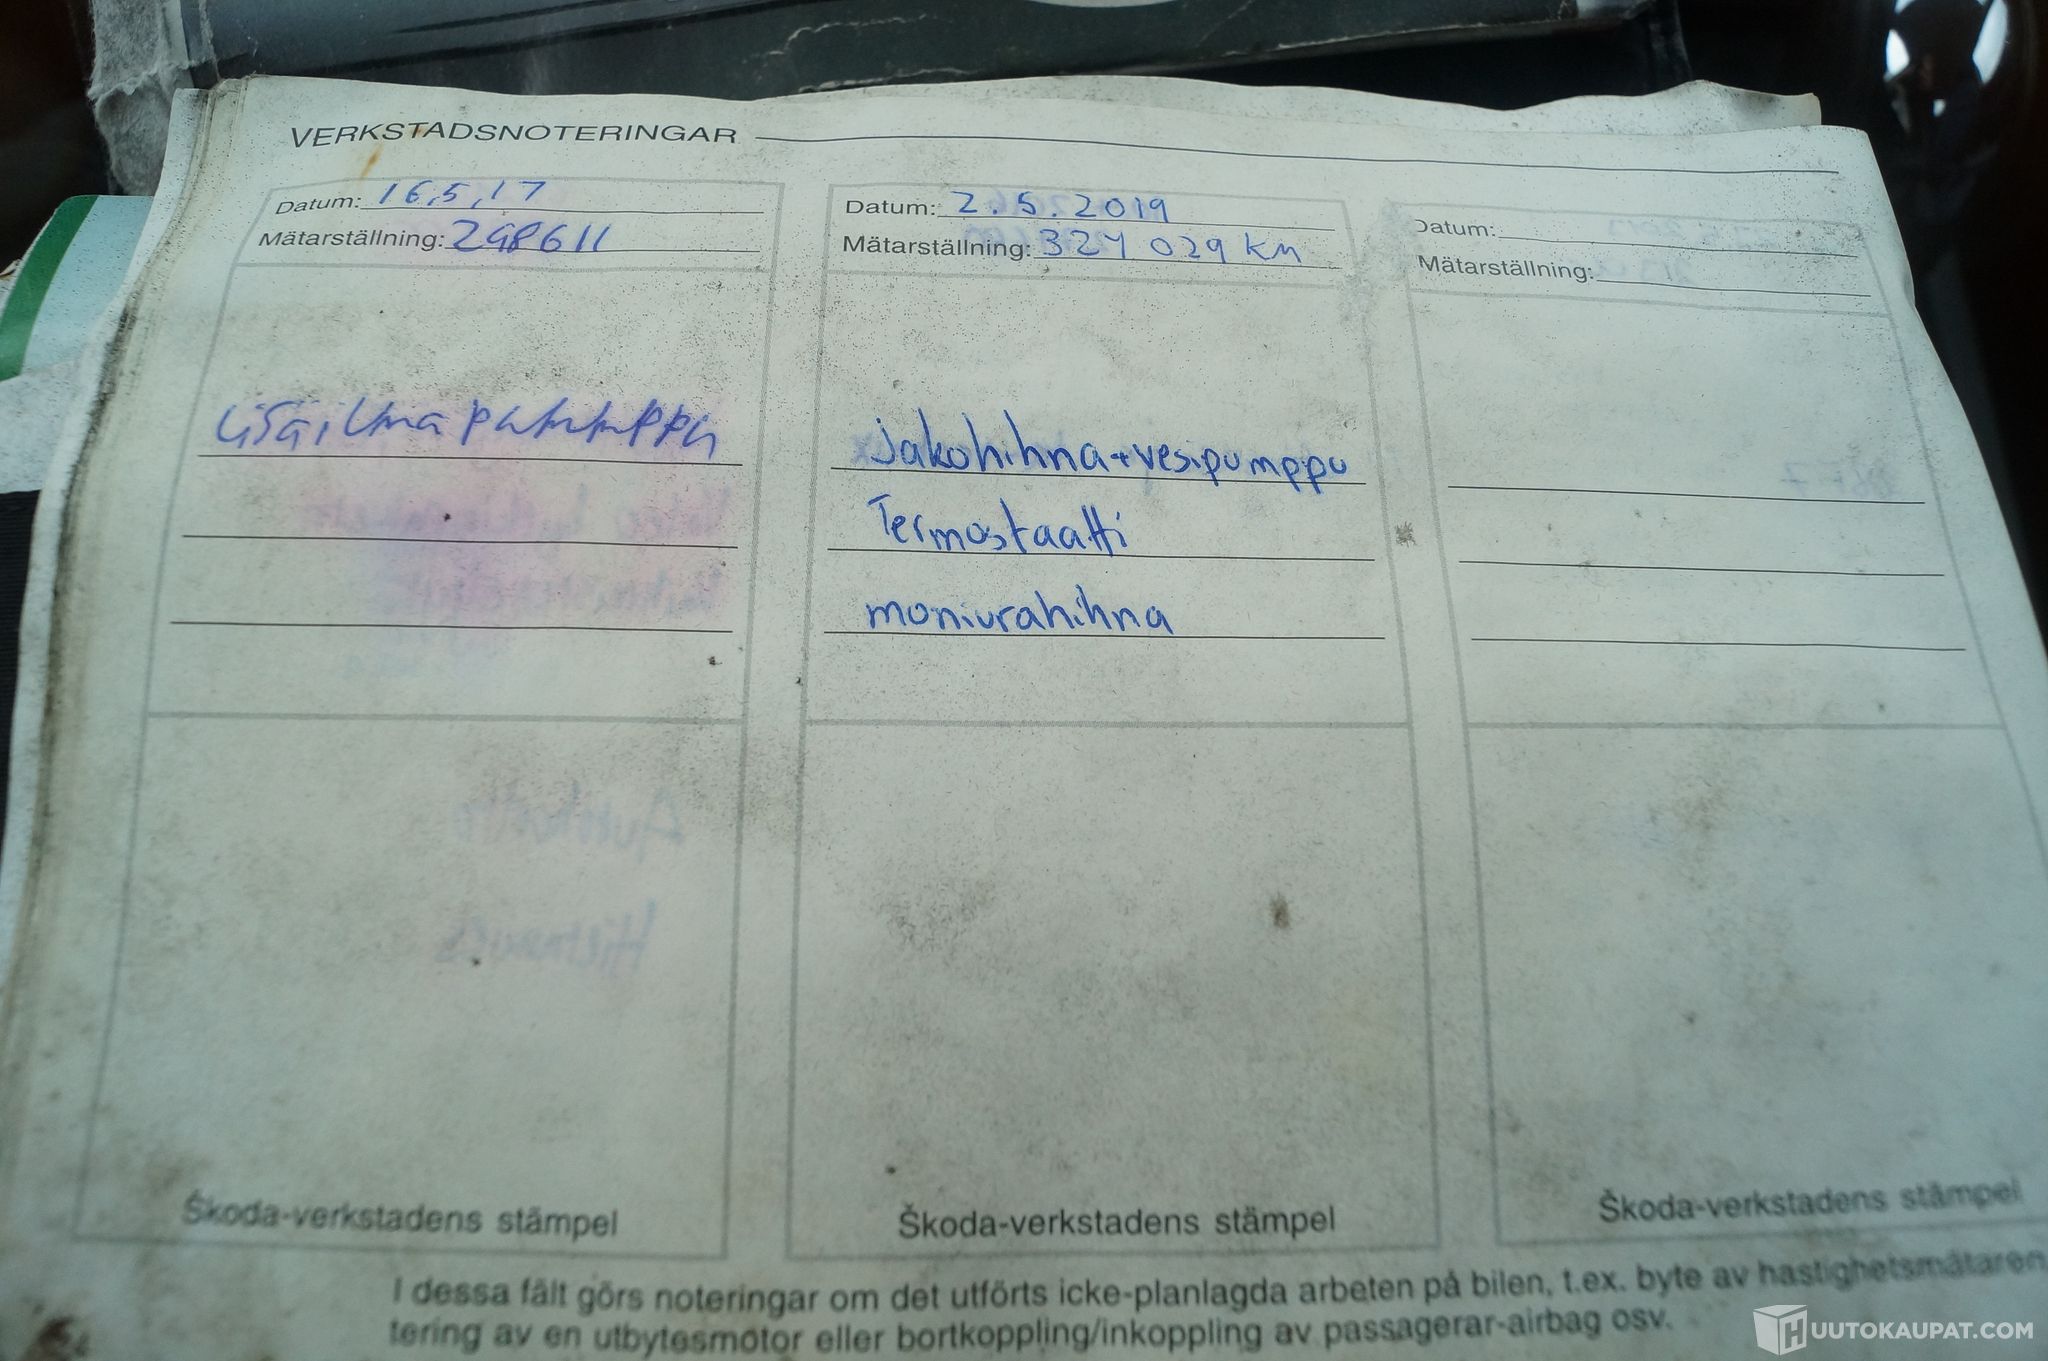 VERKSTADSNOTERINGAR
Datum: 16,5,17
Mätarställning: 298611
Lisäilmapumppu
Škoda-verkstadens stämpel
Datum: 2.5.2019
Mätarställning: 324 029 km
jakohihna+vesipumppu
Termostaatti
moniurahihna
Škoda-verkstadens stämpel
Datum:
Mätarställning:
Škoda-verkstadens stämpel
I dessa fält görs noteringar om det utförts icke-planlagda arbeten på bilen, t.ex. byte av hastighetsmätaren,
tering av en utbytesmotor eller bortkoppling/inkoppling av passagerar-airbag osv.
HUUTOKAUPAT.COM